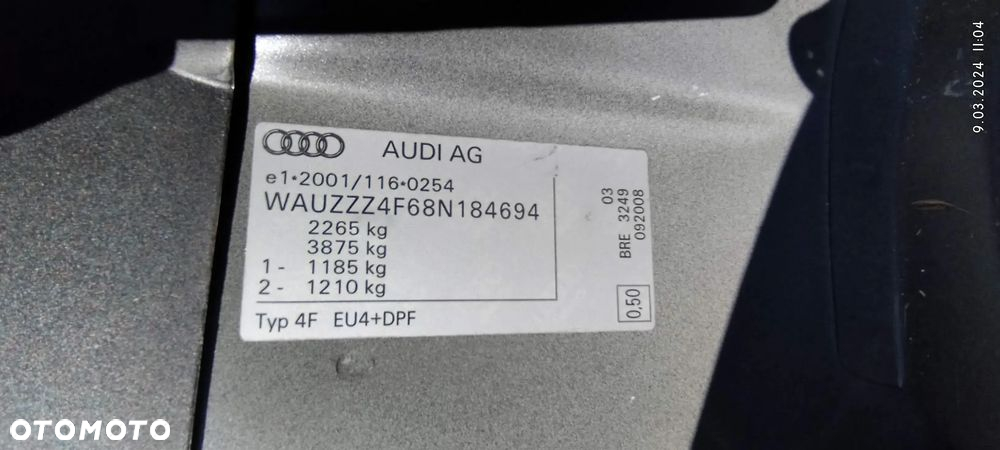 AUDI AG
e1*2001/116*0254
WAUZZZ4F68N184694
2265 kg
3875 kg
1- 1185 kg
2- 1210 kg
Typ 4F EU4+DPF
03
BRE 3249
092008
0,50
9.03.2024 11:04
OTOMOTO